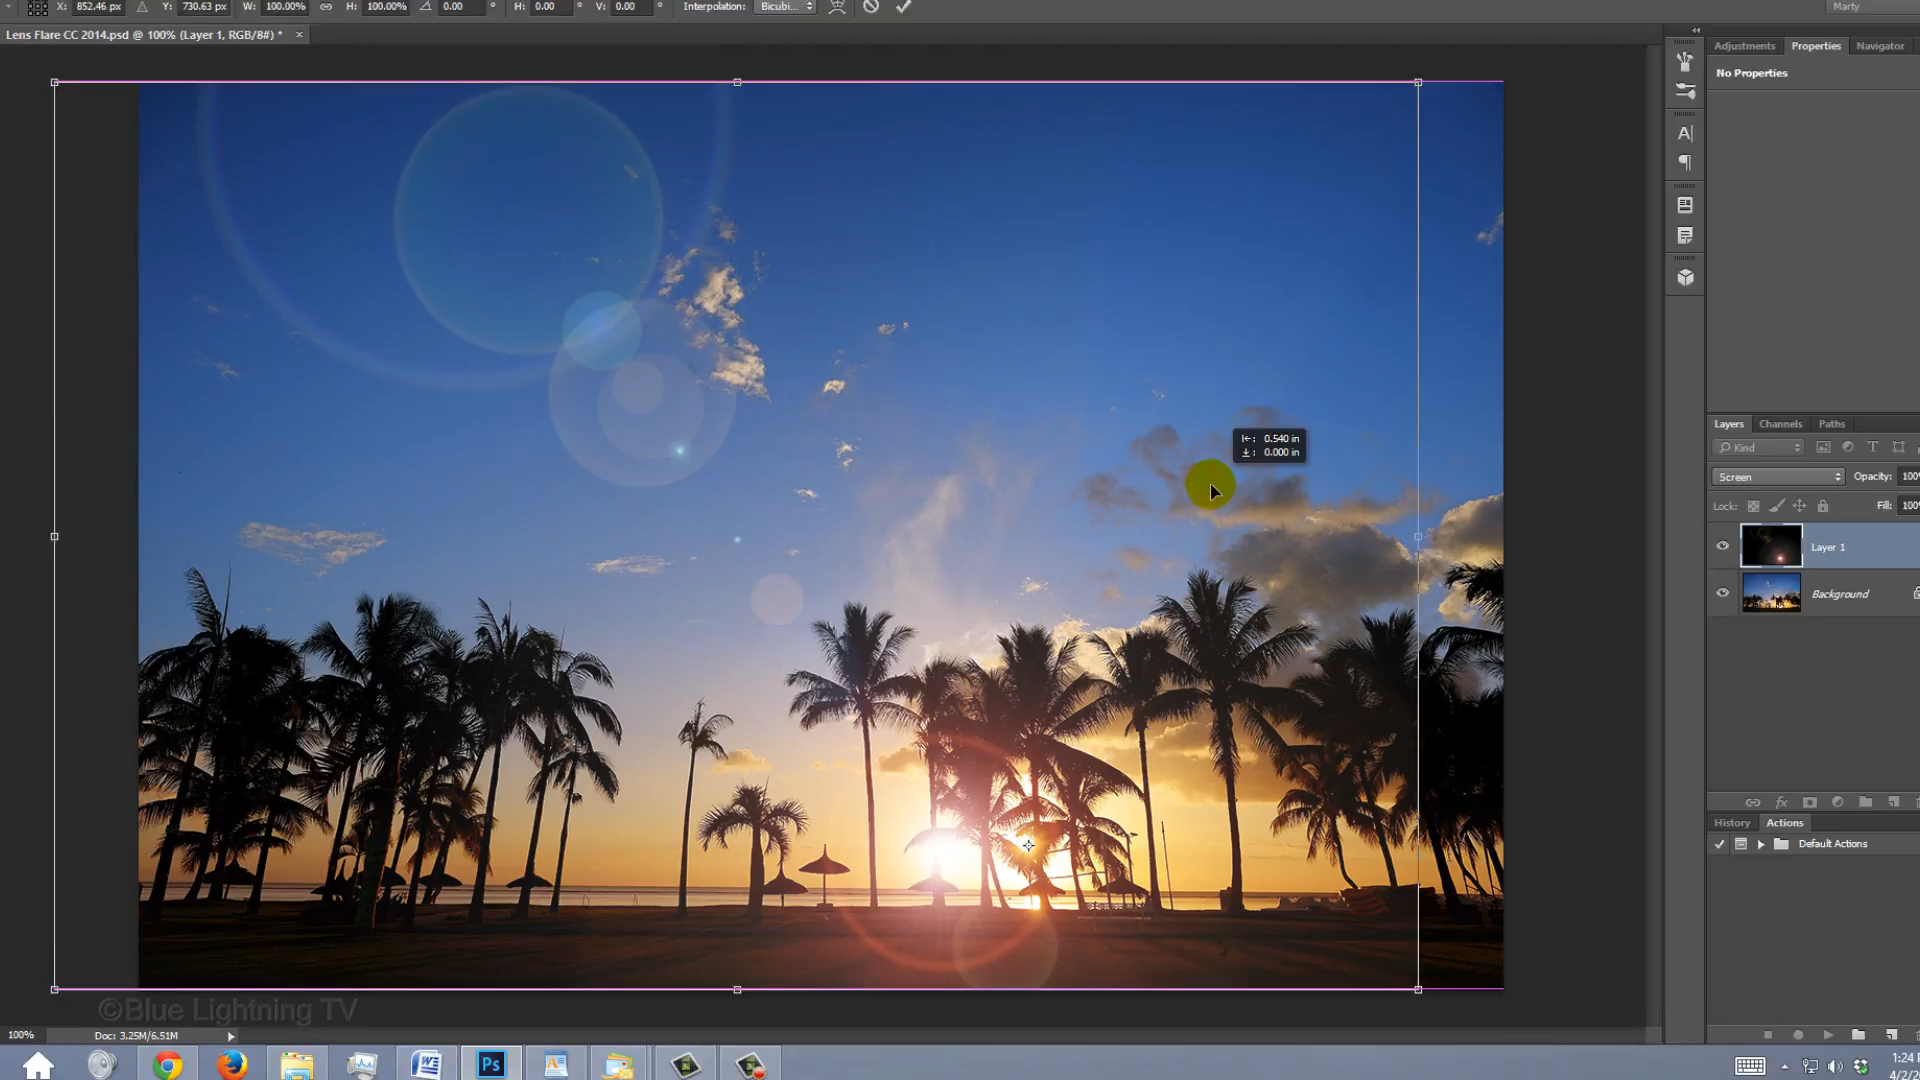 X: 852.46 px Y: 730.63 px W: 100.00% H: 100.00% 0.00 ° H: 0.00 ° V: 0.00 ° Interpolation: Bicubi... Marty
Lens Flare CC 2014.psd @ 100% (Layer 1, RGB/8#) * ×
Adjustments Properties Navigator
No Properties
A|
0.540 in
0.000 in
Layers Channels Paths
Kind T
Screen Opacity: 100%
Lock: Fill: 100
Layer 1
Background
fx
History Actions
Default Actions
©Blue Lightning TV
100% Doc: 3.25M/6.51M
W Ps A
1:24 P
4/2/2